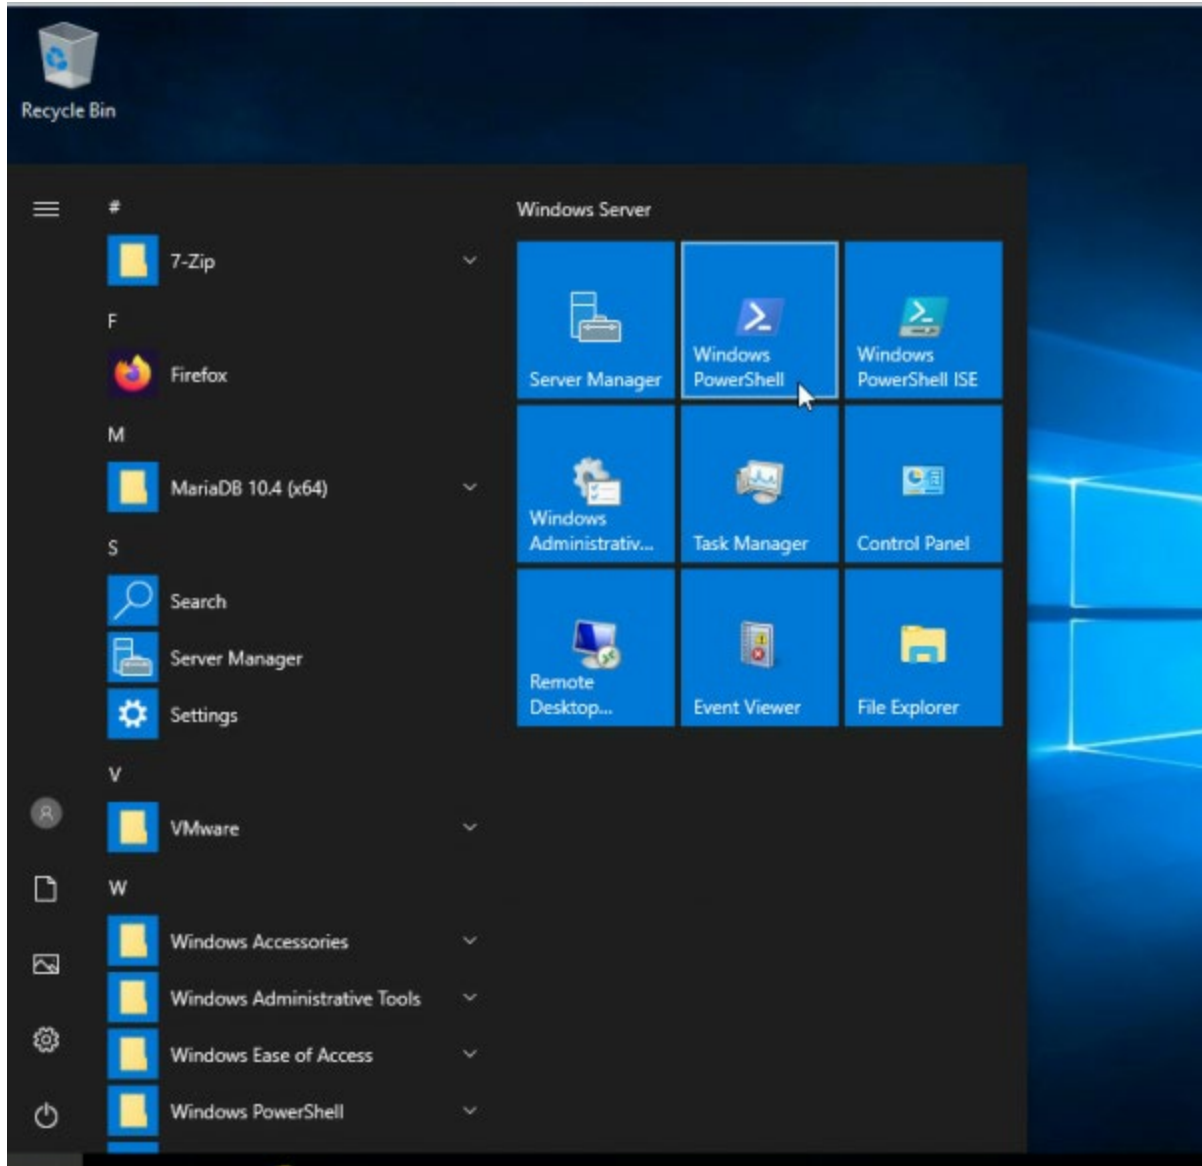 Recycle Bin
#
7-Zip
F
Firefox
M
MariaDB 10.4 (x64)
S
Search
Server Manager
Settings
V
VMware
W
Windows Accessories
Windows Administrative Tools
Windows Ease of Access
Windows PowerShell
Windows Server
Server Manager
Windows
PowerShell
Windows
PowerShell ISE
Windows
Administrativ...
Task Manager
Control Panel
Remote
Desktop...
Event Viewer
File Explorer